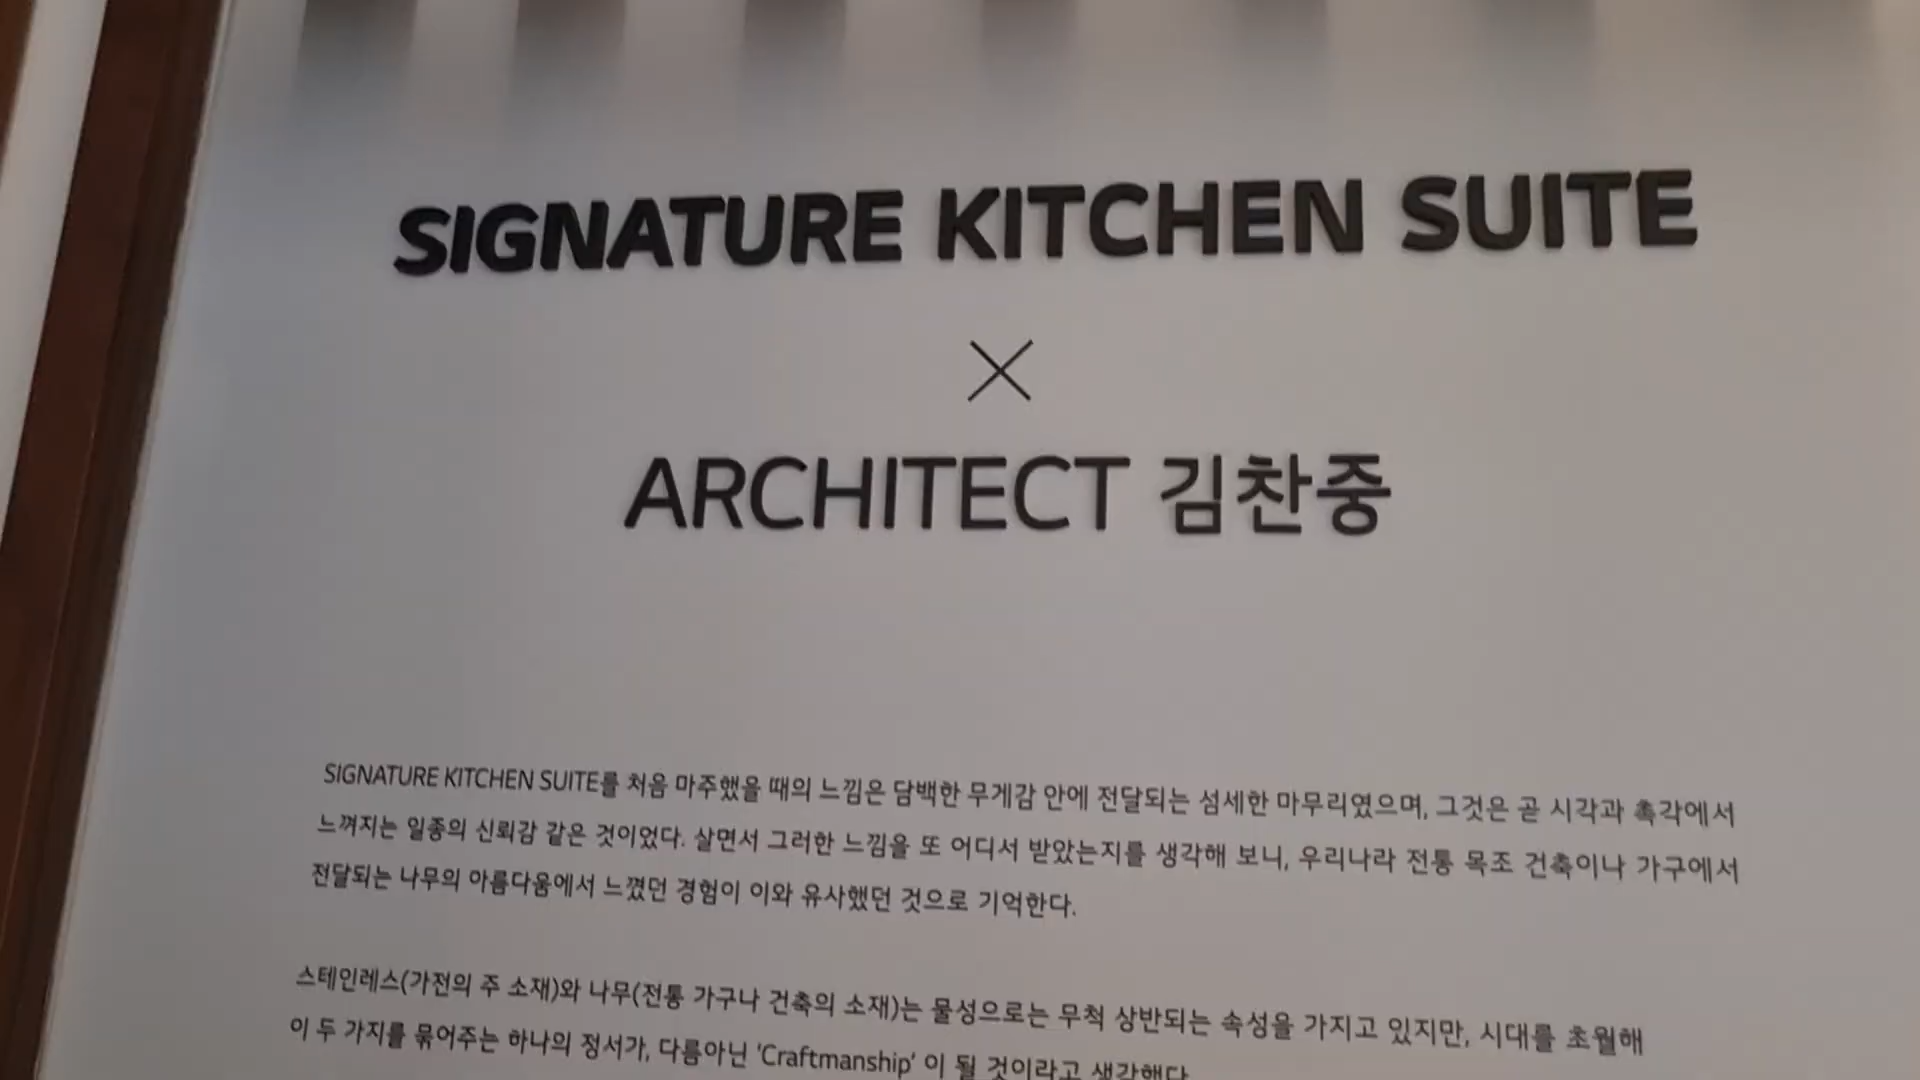 SIGNATURE KITCHEN SUITE
×
ARCHITECT 김찬중
SIGNATURE KITCHEN SUITE를 처음 마주했을 때의 느낌은 담백한 무게감 안에 전달되는 섬세한 마무리였으며, 그것은 곧 시각과 촉각에서
느껴지는 일종의 신뢰감 같은 것이었다. 살면서 그러한 느낌을 또 어디서 받았는지를 생각해 보니, 우리나라 전통 목조 건축이나 가구에서
전달되는 나무의 아름다움에서 느꼈던 경험이 이와 유사했던 것으로 기억한다.
스테인레스(가전의 주 소재)와 나무(전통 가구나 건축의 소재)는 물성으로는 무척 상반되는 속성을 가지고 있지만, 시대를 초월해
이 두 가지를 묶어주는 하나의 정서가, 다름아닌 'Craftmanship' 이 될 것이라고 생각했다.